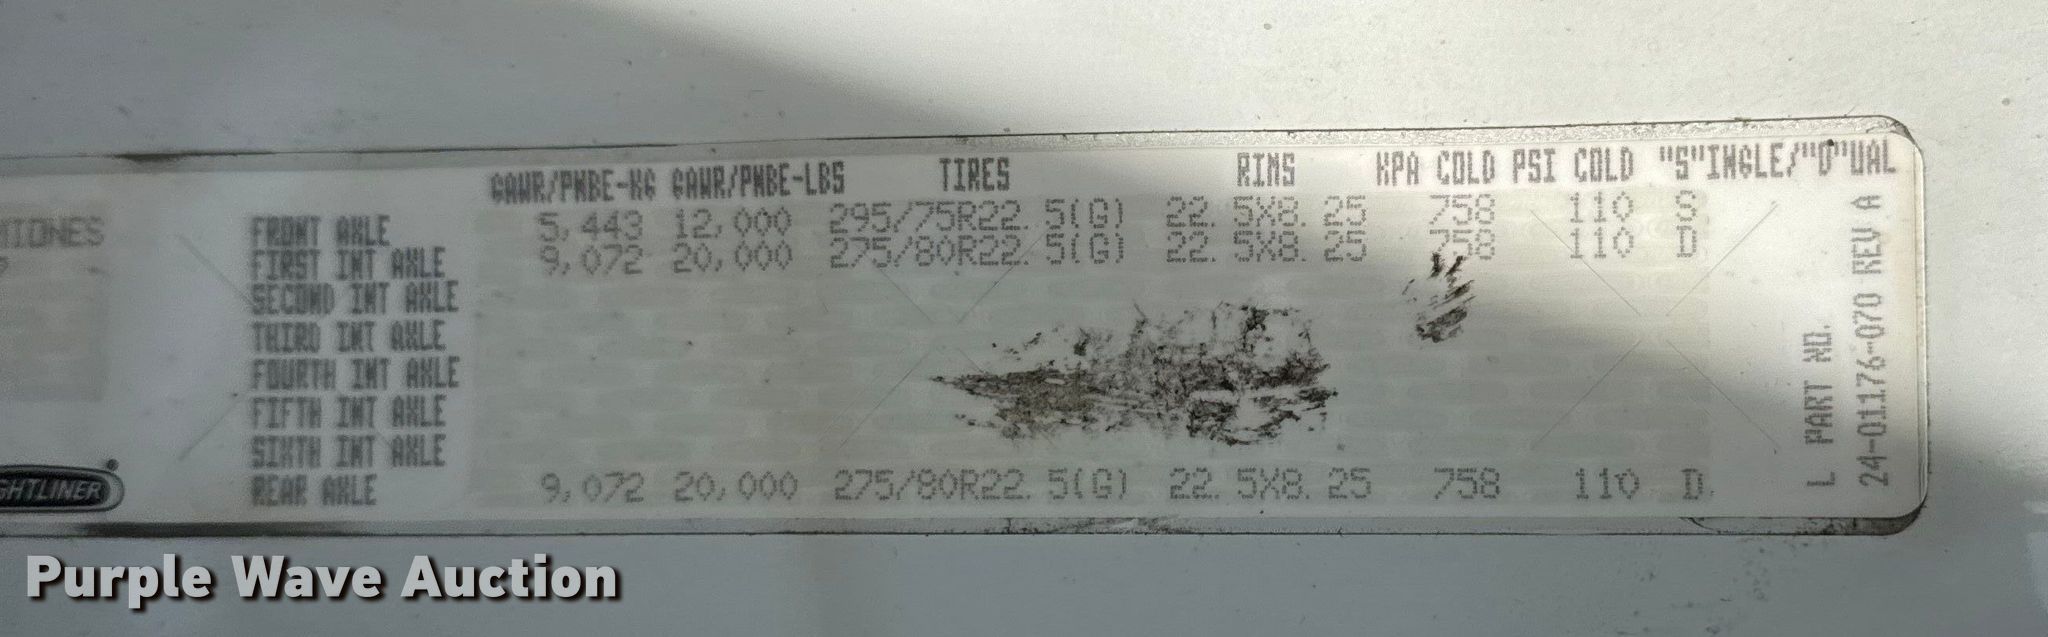 GAWR/PNBE-KG GAWR/PNBE-LBS TIRES RIMS KPA COLD PSI COLD "S"INGLE/"D"UAL
FRONT AXLE 5,443 12,000 295/75R22.5(G) 22.5X8.25 758 110 S
FIRST INT AXLE 9,072 20,000 275/80R22.5(G) 22.5X8.25 758 110 D
SECOND INT AXLE
THIRD INT AXLE
FOURTH INT AXLE
FIFTH INT AXLE
SIXTH INT AXLE
REAR AXLE 9,072 20,000 275/80R22.5(G) 22.5X8.25 758 110 D
L PART NO.
24-01176-070 REV A
MIONES
GHTLINER
Purple Wave Auction